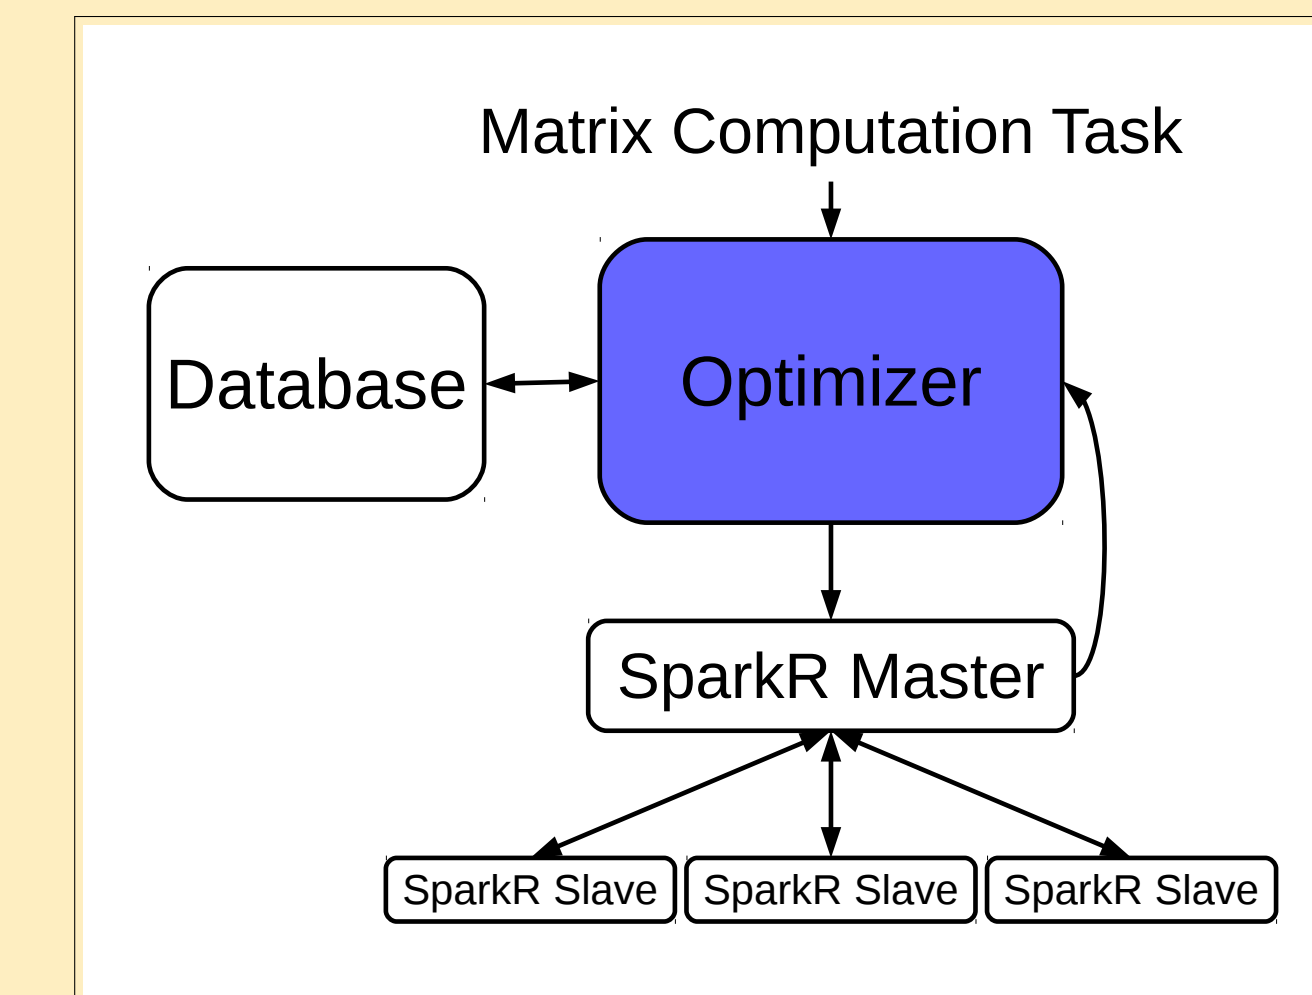 Matrix Computation Task
Database
Optimizer
SparkR Master
SparkR Slave
SparkR Slave
SparkR Slave